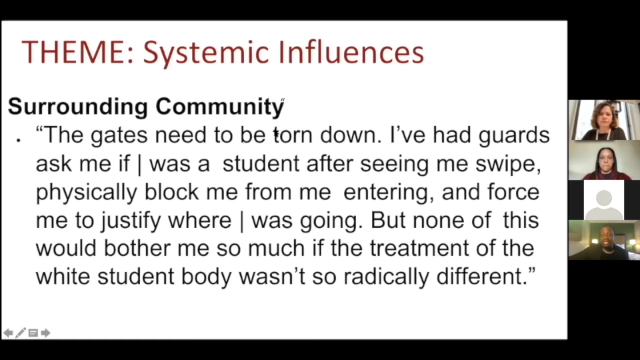 THEME: Systemic Influences
Surrounding Community
. “The gates need to be torn down. I’ve had guards
ask me if | was a student after seeing me swipe,
physically block me from me entering, and force
me to justify where | was going. But none of this
would bother me so much if the treatment of the
white student body wasn’t so radically different.”